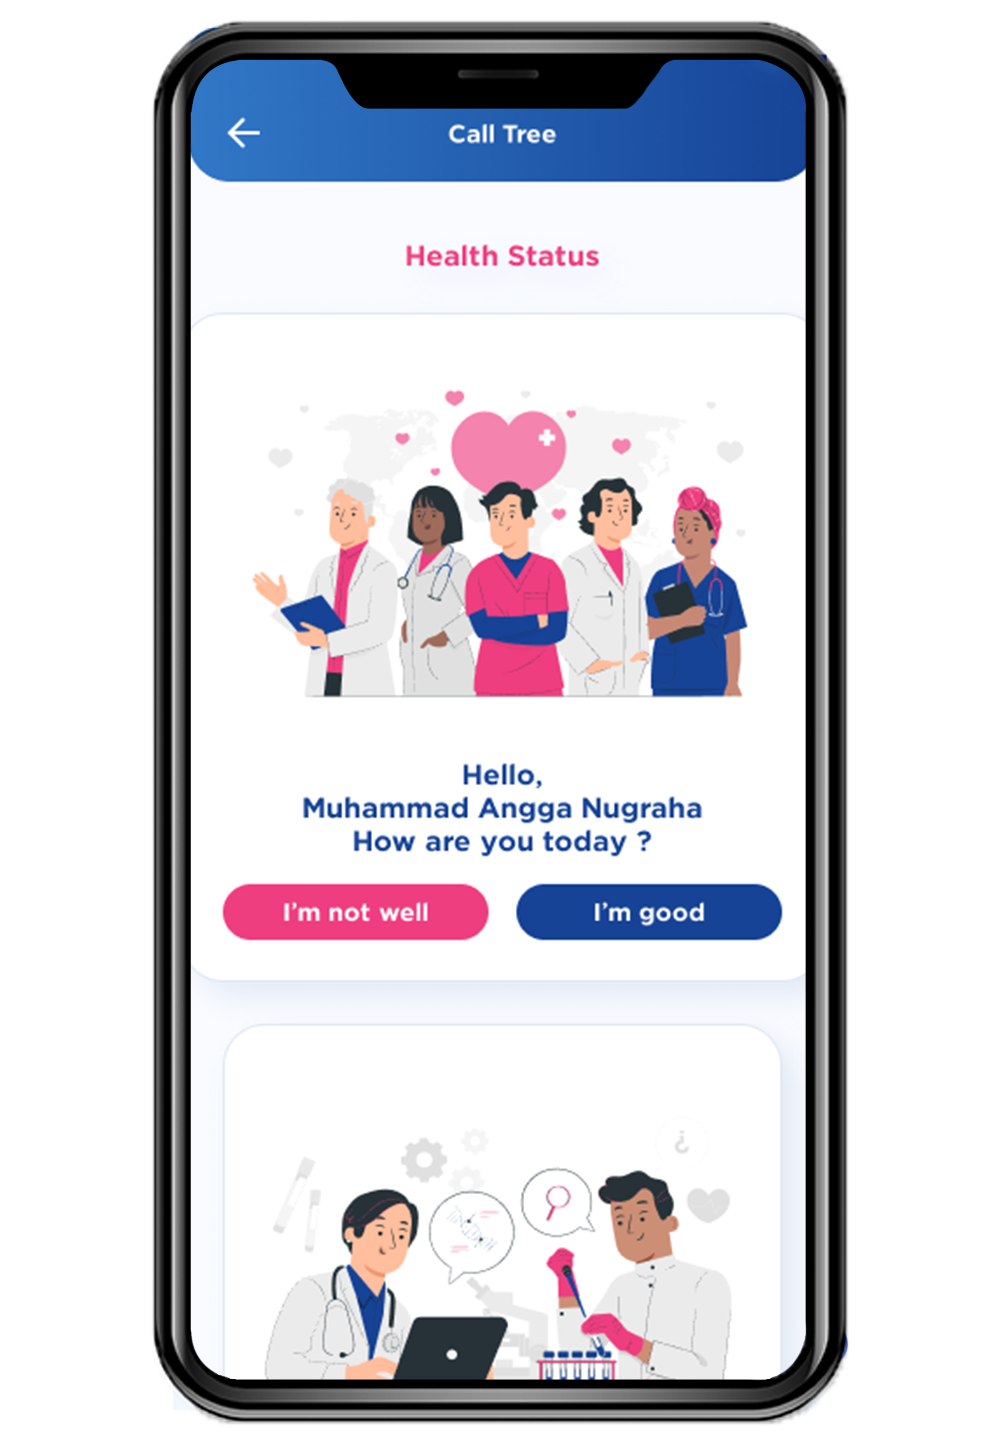 Call Tree
Health Status
Hello,
Muhammad Angga Nugraha
How are you today ?
I'm not well
I'm good